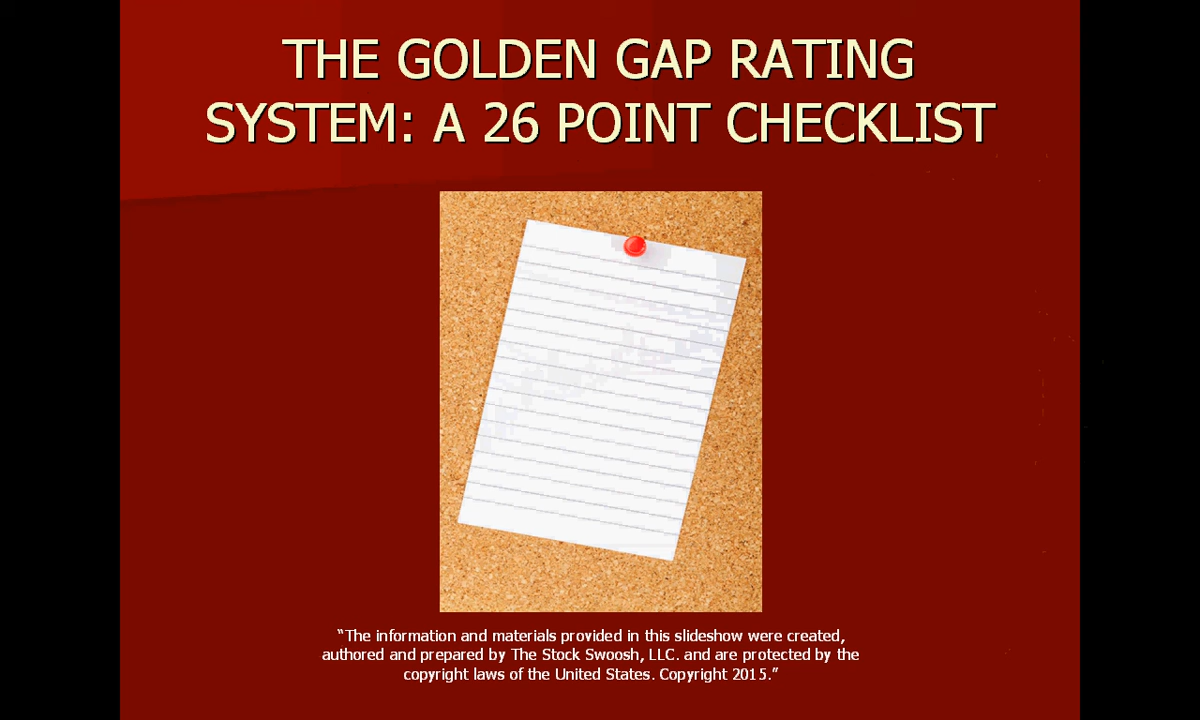 THE GOLDEN GAP RATING
SYSTEM: A 26 POINT CHECKLIST
“The information and materials provided in this slideshow were created,
authored and prepared by The Stock Swoosh, LLC. and are protected by the
copyright laws of the United States. Copyright 2015.”